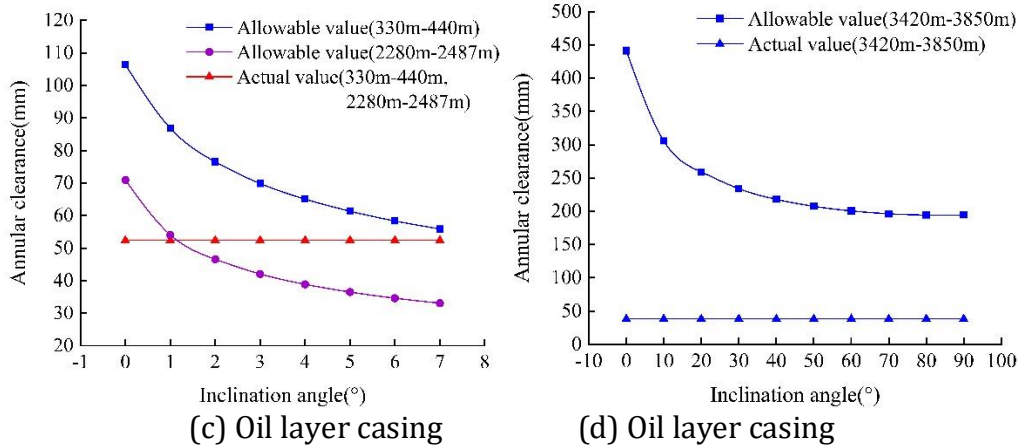 120
110
100
90
80
70
60
50
40
30
20
Annular clearance(mm)
Allowable value(330m-440m)
Allowable value(2280m-2487m)
Actual value(330m-440m,
2280m-2487m)
-1 0 1 2 3 4 5 6 7 8
Inclination angle(°)
(c) Oil layer casing
450
400
350
300
250
200
150
100
50
0
Annular clearance(mm)
Allowable value(3420m-3850m)
Actual value(3420m-3850m)
-10 0 10 20 30 40 50 60 70 80 90 100
Inclination angle(°)
(d) Oil layer casing